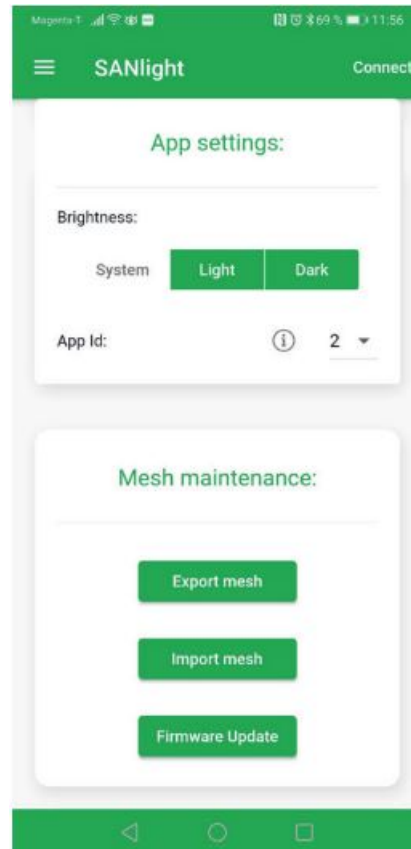 Magenta-T- 69 % 11:56
SANlight Connect
App settings:
Brightness:
System Light Dark
App Id: 2
Mesh maintenance:
Export mesh
Import mesh
Firmware Update